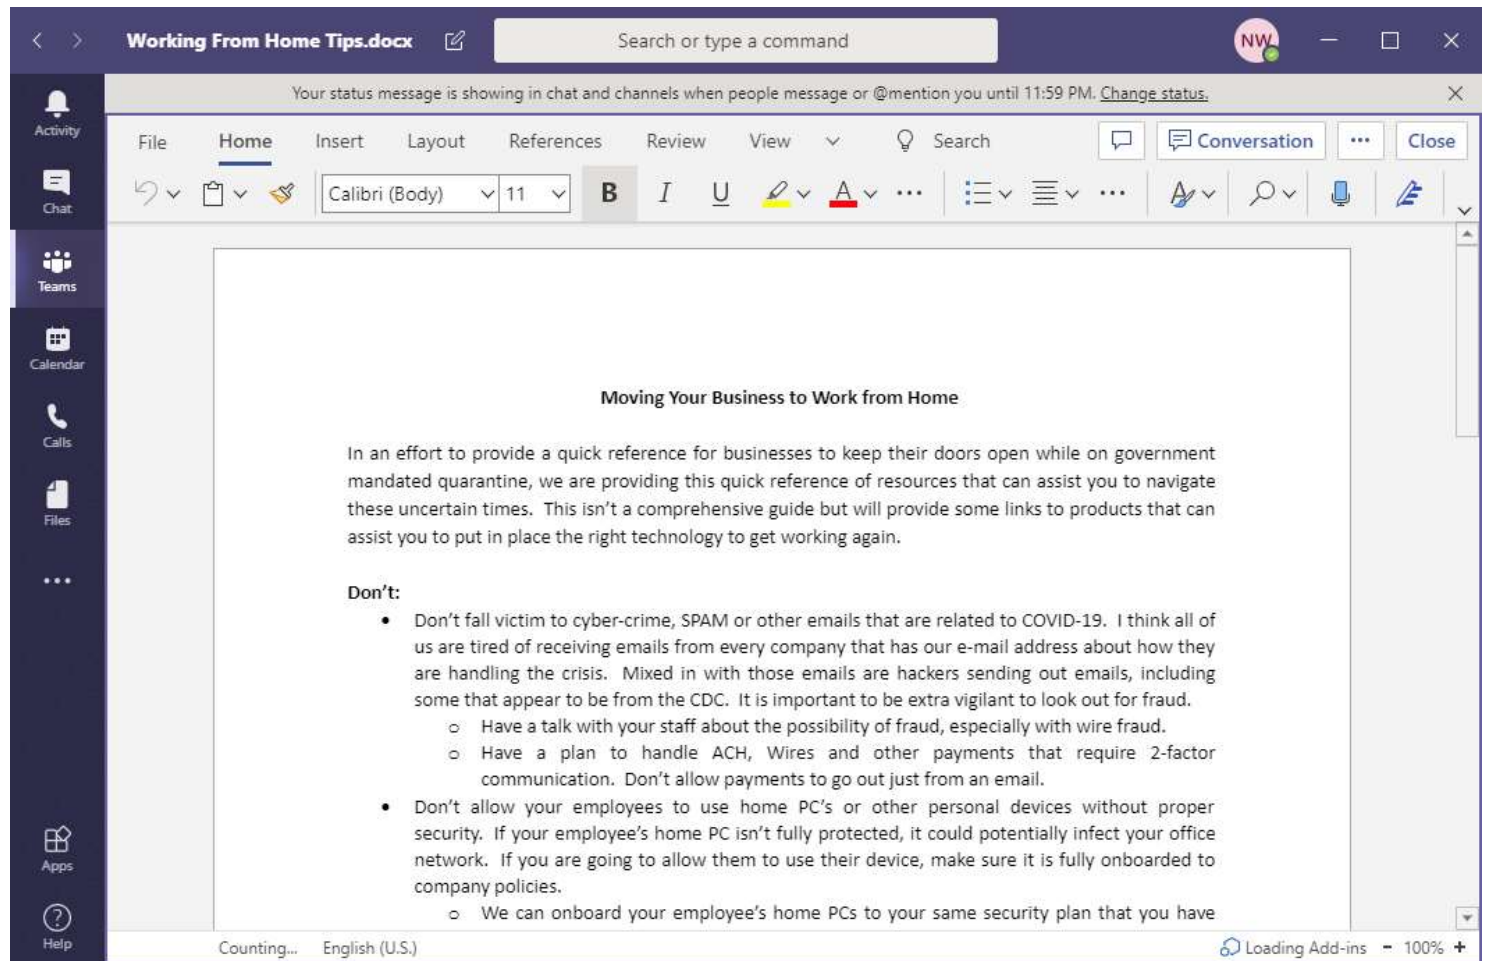 Working From Home Tips.docx
Search or type a command
NW
Your status message is showing in chat and channels when people message or @mention you until 11:59 PM. Change status.
Activity
Chat
Teams
Calendar
Calls
Files
Apps
Help
File Home Insert Layout References Review View Search Conversation Close
Calibri (Body) 11 B I U A
Moving Your Business to Work from Home
In an effort to provide a quick reference for businesses to keep their doors open while on government
mandated quarantine, we are providing this quick reference of resources that can assist you to navigate
these uncertain times. This isn't a comprehensive guide but will provide some links to products that can
assist you to put in place the right technology to get working again.
Don't:
• Don't fall victim to cyber-crime, SPAM or other emails that are related to COVID-19. I think all of
us are tired of receiving emails from every company that has our e-mail address about how they
are handling the crisis. Mixed in with those emails are hackers sending out emails, including
some that appear to be from the CDC. It is important to be extra vigilant to look out for fraud.
o Have a talk with your staff about the possibility of fraud, especially with wire fraud.
o Have a plan to handle ACH, Wires and other payments that require 2-factor
communication. Don't allow payments to go out just from an email.
• Don't allow your employees to use home PC's or other personal devices without proper
security. If your employee's home PC isn't fully protected, it could potentially infect your office
network. If you are going to allow them to use their device, make sure it is fully onboarded to
company policies.
o We can onboard your employee's home PCs to your same security plan that you have
Counting... English (U.S.) Loading Add-ins - 100% +